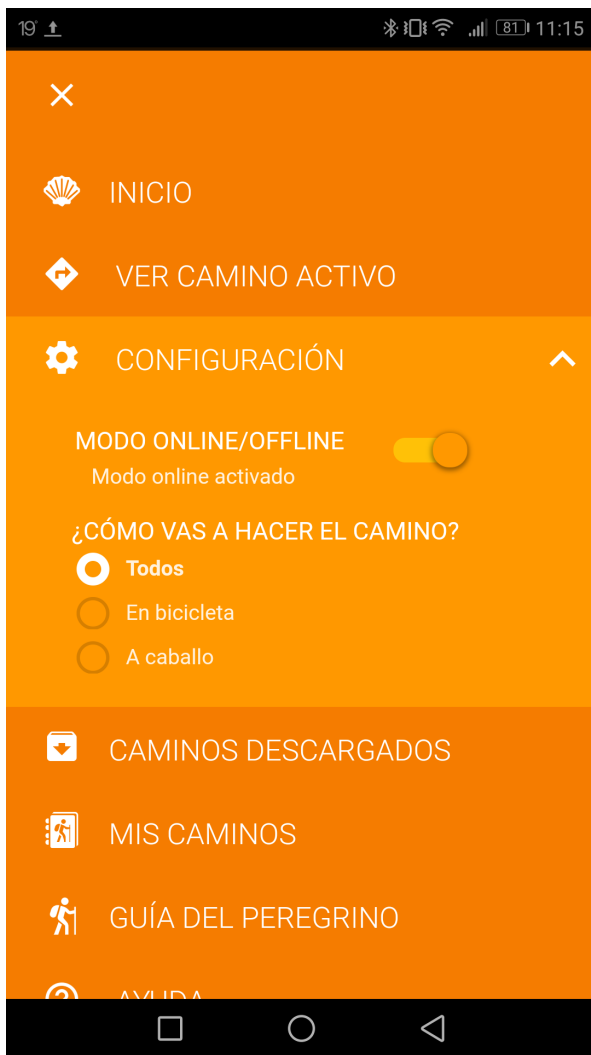 19° 81 11:15
INICIO
VER CAMINO ACTIVO
CONFIGURACIÓN
MODO ONLINE/OFFLINE
Modo online activado
¿CÓMO VAS A HACER EL CAMINO?
Todos
En bicicleta
A caballo
CAMINOS DESCARGADOS
MIS CAMINOS
GUÍA DEL PEREGRINO
AYUDA